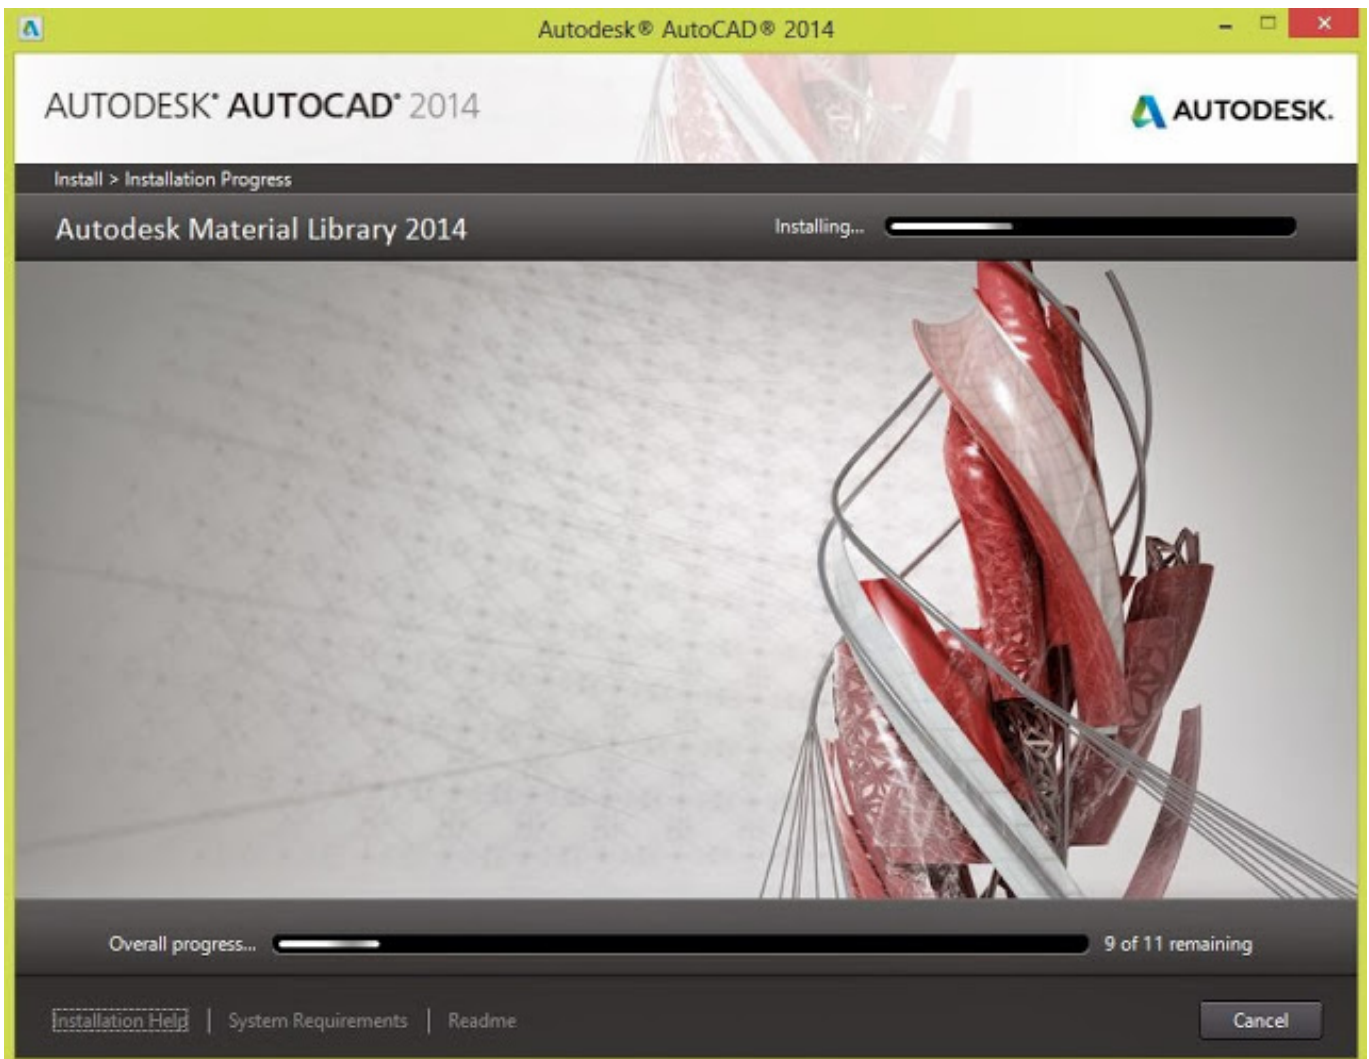 Autodesk® AutoCAD® 2014
AUTODESK® AUTOCAD® 2014
AUTODESK.
Install > Installation Progress
Autodesk Material Library 2014
Installing...
Overall progress...
9 of 11 remaining
Installation Help | System Requirements | Readme
Cancel